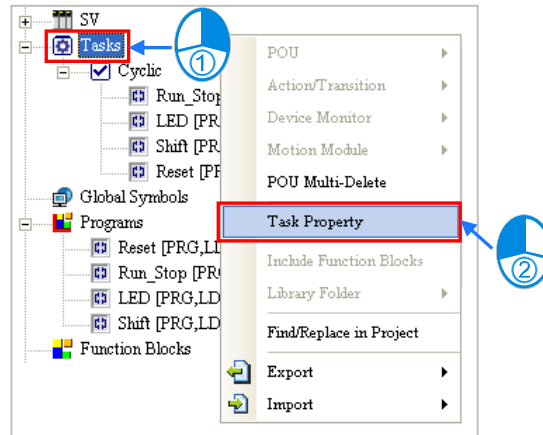 SV
Tasks
①
Cyclic
Run_Stop
LED [PR
Shift [PR
Reset [PR
Global Symbols
Programs
Reset [PRG,LD
Run_Stop [PR
LED [PRG,LD
Shift [PRG,LD
Function Blocks
POU
Action/Transition
Device Monitor
Motion Module
POU Multi-Delete
Task Property
②
Include Function Blocks
Library Folder
Find/Replace in Project
Export
Import